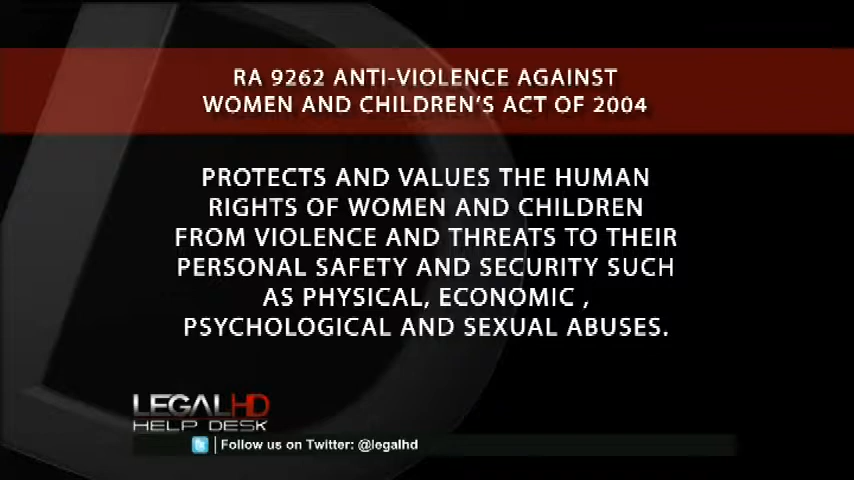 RA 9262 ANTI-VIOLENCE AGAINST
WOMEN AND CHILDREN'S ACT OF 2004
PROTECTS AND VALUES THE HUMAN
RIGHTS OF WOMEN AND CHILDREN
FROM VIOLENCE AND THREATS TO THEIR
PERSONAL SAFETY AND SECURITY SUCH
AS PHYSICAL, ECONOMIC ,
PSYCHOLOGICAL AND SEXUAL ABUSES.
LEGALHD
HELP DESK
Follow us on Twitter: @legalhd